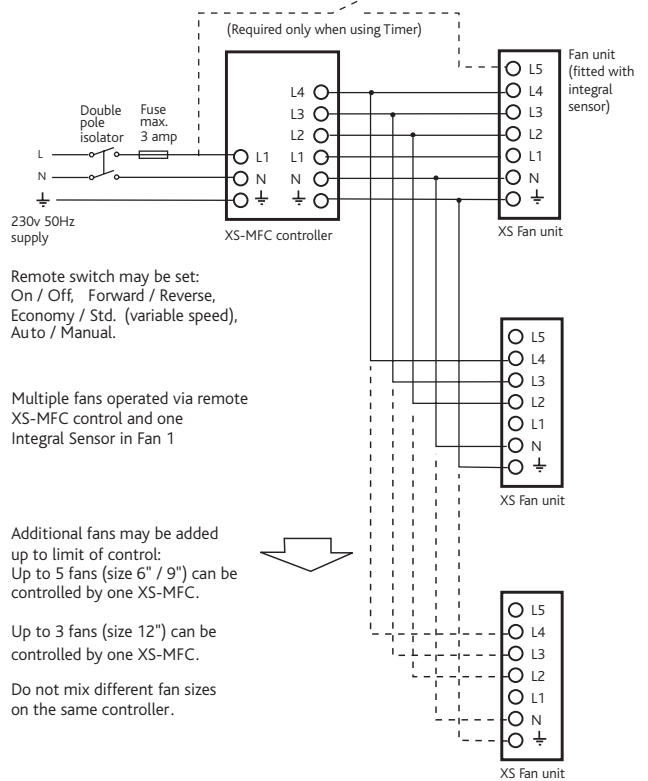 (Required only when using Timer)
Fan unit
(fitted with
integral
sensor)
L5
L4
L3
L2
L1
N
XS Fan unit
Double
pole
isolator
Fuse
max.
3 amp
L
N
230v 50Hz
supply
L1
N
L4
L3
L2
L1
N
XS-MFC controller
Remote switch may be set:
On / Off, Forward / Reverse,
Economy / Std. (variable speed),
Auto / Manual.
Multiple fans operated via remote
XS-MFC control and one
Integral Sensor in Fan 1
L5
L4
L3
L2
L1
N
XS Fan unit
Additional fans may be added
up to limit of control:
Up to 5 fans (size 6" / 9") can be
controlled by one XS-MFC.
Up to 3 fans (size 12") can be
controlled by one XS-MFC.
Do not mix different fan sizes
on the same controller.
L5
L4
L3
L2
L1
N
XS Fan unit